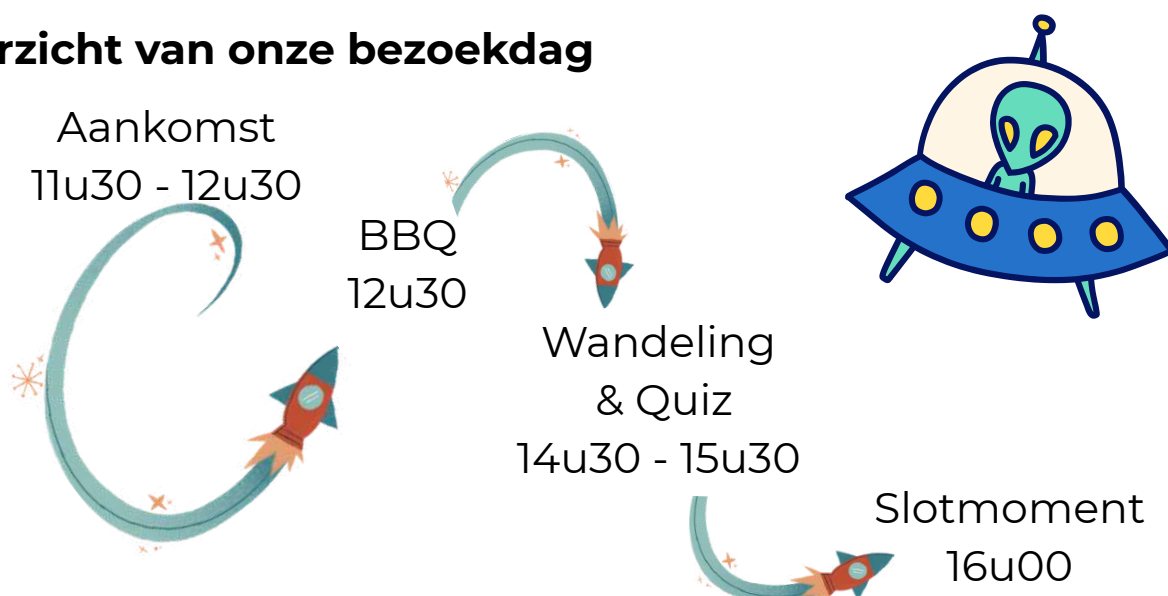 rzicht van onze bezoekdag
Aankomst
11u30 - 12u30
BBQ
12u30
Wandeling
& Quiz
14u30 - 15u30
Slotmoment
16u00